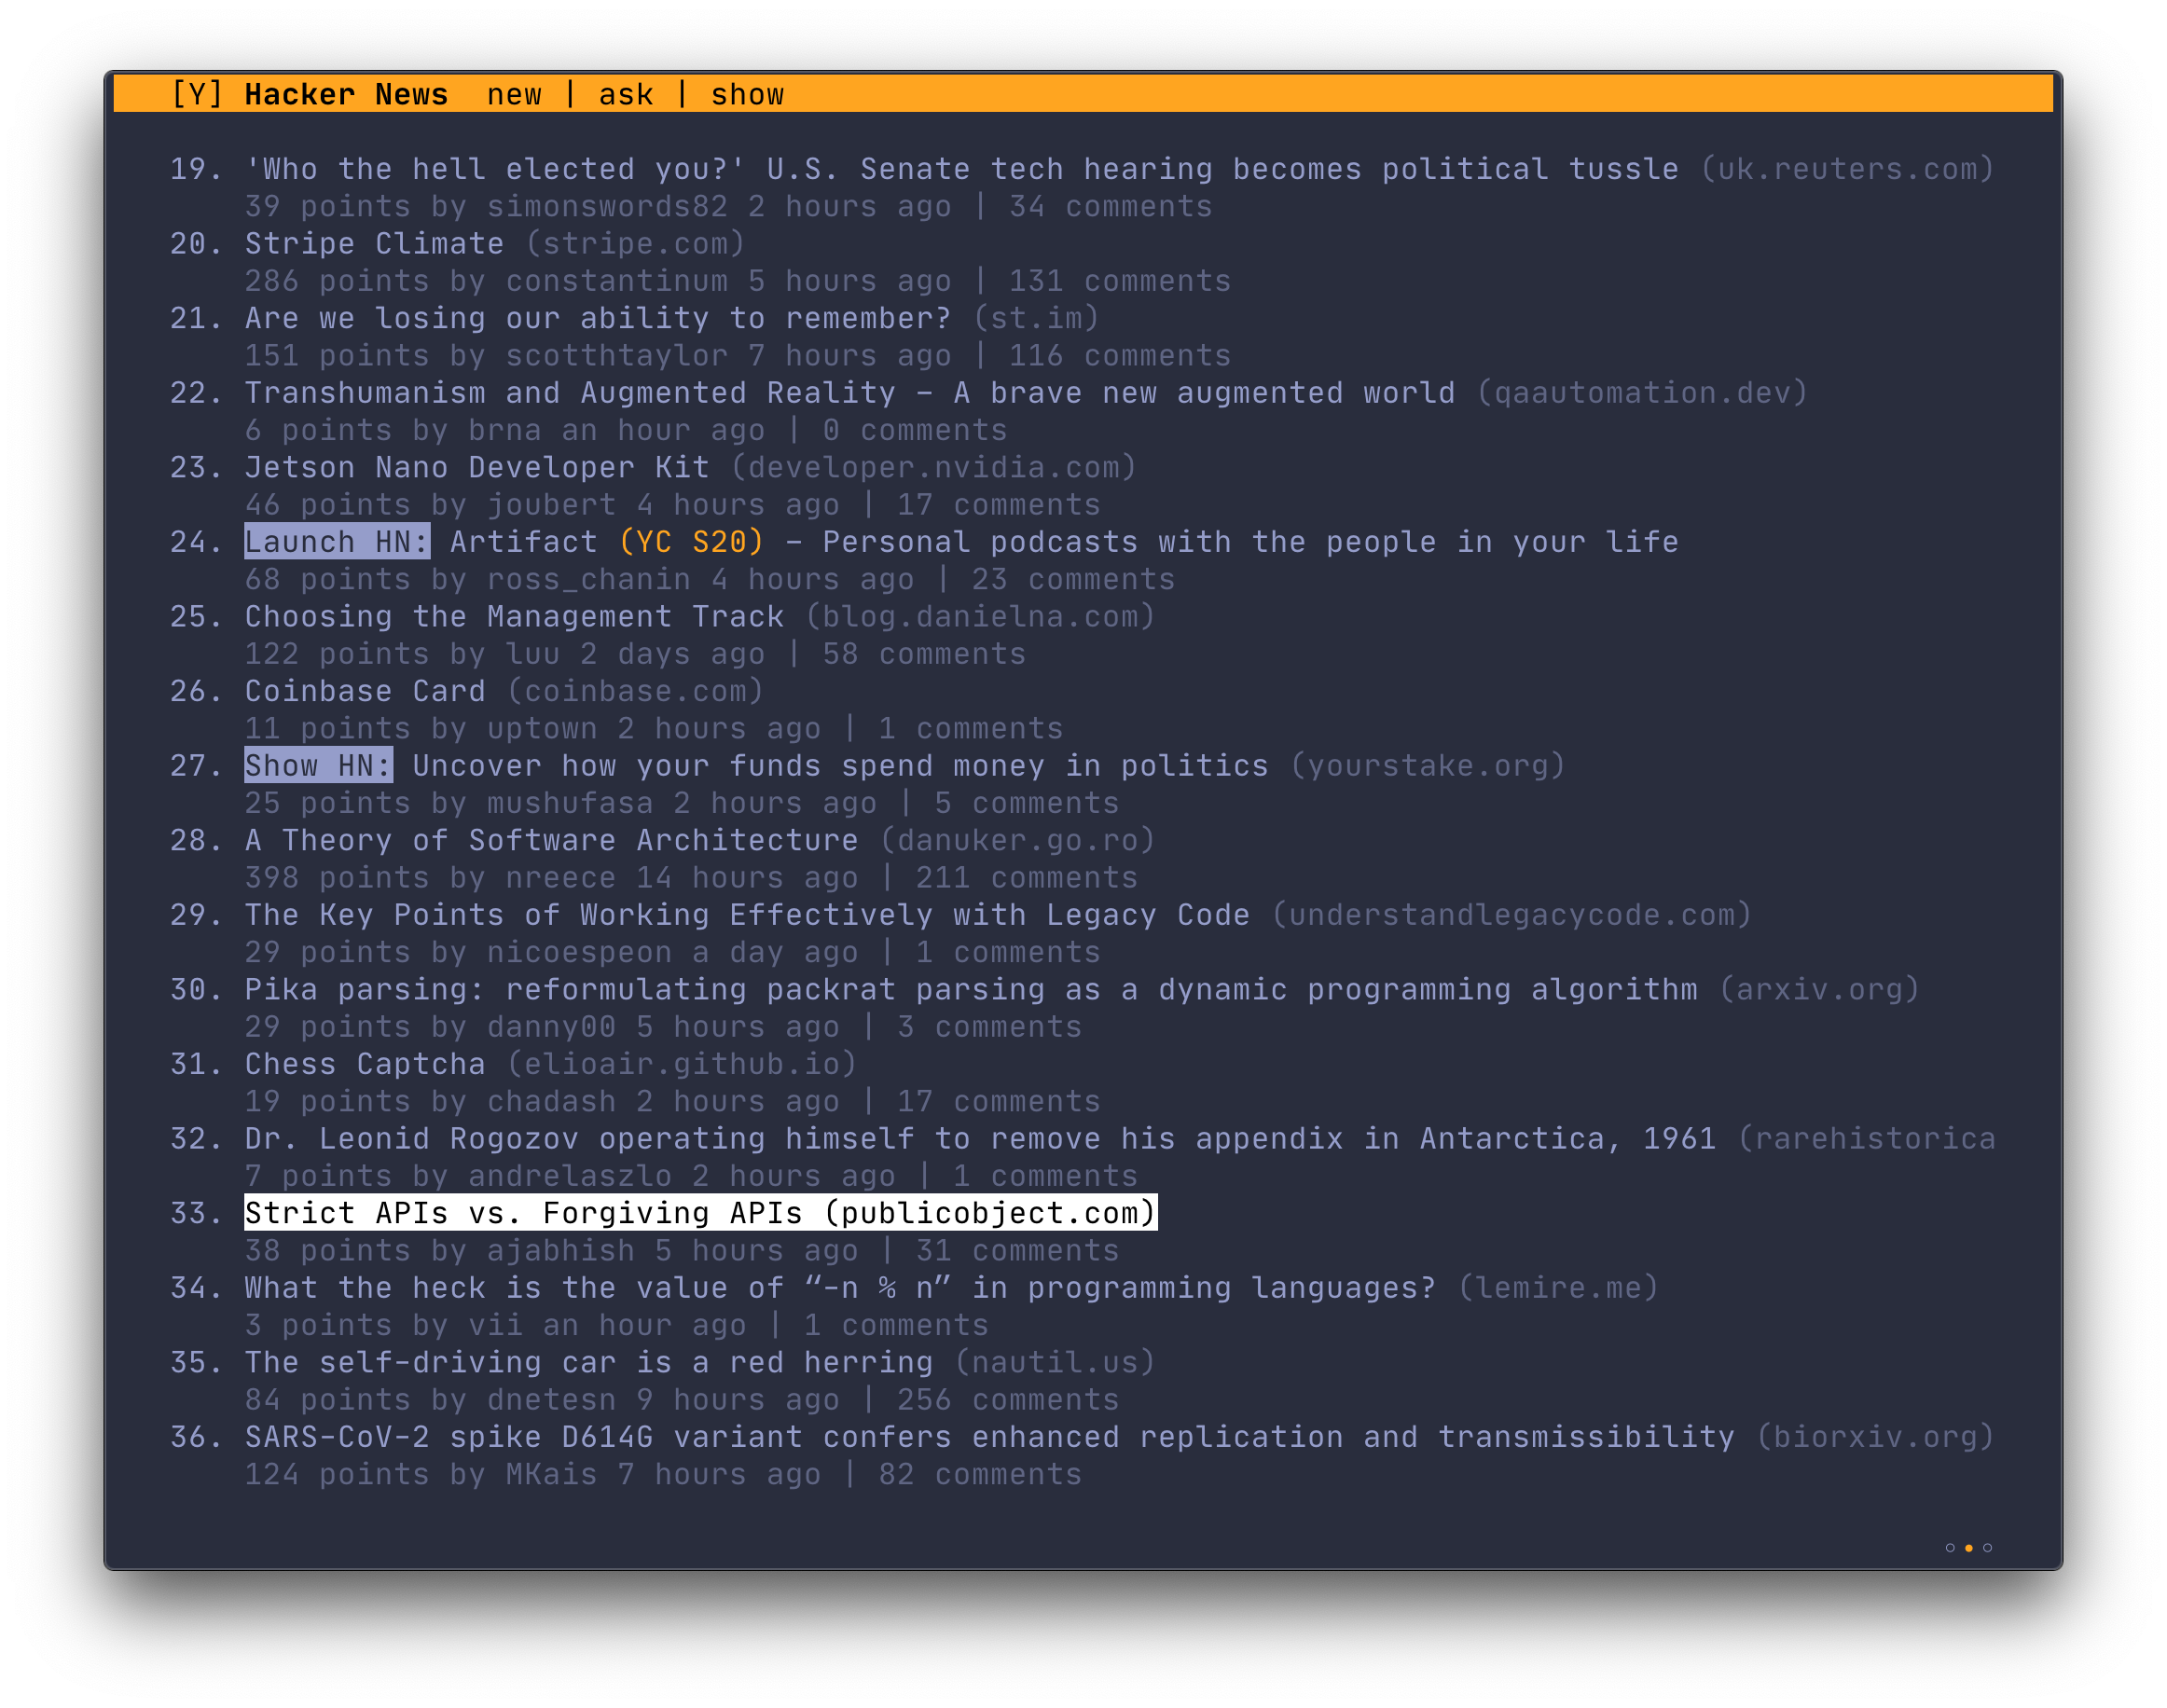 [Y] Hacker News new | ask | show
19. 'Who the hell elected you?' U.S. Senate tech hearing becomes political tussle (uk.reuters.com)
39 points by simonswords82 2 hours ago | 34 comments
20. Stripe Climate (stripe.com)
286 points by constantinum 5 hours ago | 131 comments
21. Are we losing our ability to remember? (st.im)
151 points by scotthtaylor 7 hours ago | 116 comments
22. Transhumanism and Augmented Reality – A brave new augmented world (qaautomation.dev)
6 points by brna an hour ago | 0 comments
23. Jetson Nano Developer Kit (developer.nvidia.com)
46 points by joubert 4 hours ago | 17 comments
24. Launch HN: Artifact (YC S20) – Personal podcasts with the people in your life
68 points by ross_chanin 4 hours ago | 23 comments
25. Choosing the Management Track (blog.danielna.com)
122 points by luu 2 days ago | 58 comments
26. Coinbase Card (coinbase.com)
11 points by uptown 2 hours ago | 1 comments
27. Show HN: Uncover how your funds spend money in politics (yourstake.org)
25 points by mushufasa 2 hours ago | 5 comments
28. A Theory of Software Architecture (danuker.go.ro)
398 points by nreece 14 hours ago | 211 comments
29. The Key Points of Working Effectively with Legacy Code (understandlegacycode.com)
29 points by nicoespeon a day ago | 1 comments
30. Pika parsing: reformulating packrat parsing as a dynamic programming algorithm (arxiv.org)
29 points by danny00 5 hours ago | 3 comments
31. Chess Captcha (elioair.github.io)
19 points by chadash 2 hours ago | 17 comments
32. Dr. Leonid Rogozov operating himself to remove his appendix in Antarctica, 1961 (rarehistorica
7 points by andrelaszlo 2 hours ago | 1 comments
33. Strict APIs vs. Forgiving APIs (publicobject.com)
38 points by ajabhish 5 hours ago | 31 comments
34. What the heck is the value of “-n % n” in programming languages? (lemire.me)
3 points by vii an hour ago | 1 comments
35. The self-driving car is a red herring (nautil.us)
84 points by dnetesn 9 hours ago | 256 comments
36. SARS-CoV-2 spike D614G variant confers enhanced replication and transmissibility (biorxiv.org)
124 points by MKais 7 hours ago | 82 comments